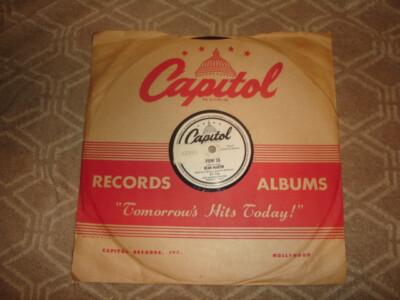 Capitol
Capitol
DEAN MARTIN
RECORDS ALBUMS
"Tomorrow's Hits Today!"
CAPITOL RECORDS, INC. HOLLYWOOD